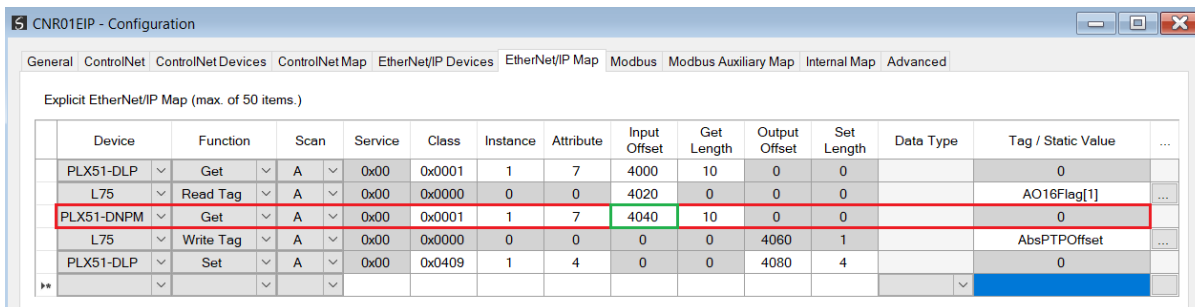 CNR01EIP - Configuration
General ControlNet ControlNet Devices ControlNet Map EtherNet/IP Devices EtherNet/IP Map Modbus Modbus Auxiliary Map Internal Map Advanced
Explicit EtherNet/IP Map (max. of 50 items.)
Device Function Scan Service Class Instance Attribute Input Offset Get Length Output Offset Set Length Data Type Tag / Static Value ...
PLX51-DLP Get A 0x00 0x0001 1 7 4000 10 0 0 0
L75 Read Tag A 0x00 0x0000 0 0 4020 0 0 0 AO16Flag[1] ...
PLX51-DNPM Get A 0x00 0x0001 1 7 4040 10 0 0 0
L75 Write Tag A 0x00 0x0000 0 0 0 0 4060 1 AbsPTPOffset ...
PLX51-DLP Set A 0x00 0x0409 1 4 0 0 4080 4 0